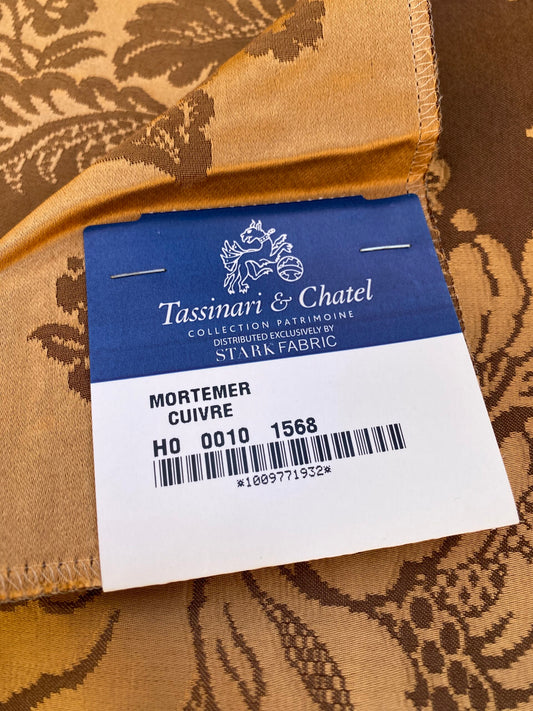 Tassinari & Chatel
COLLECTION PATRIMOINE
DISTRIBUTED EXCLUSIVELY BY
STARK FABRIC
MORTEMER
CUIVRE
H0 0010 1568
*1009771932*